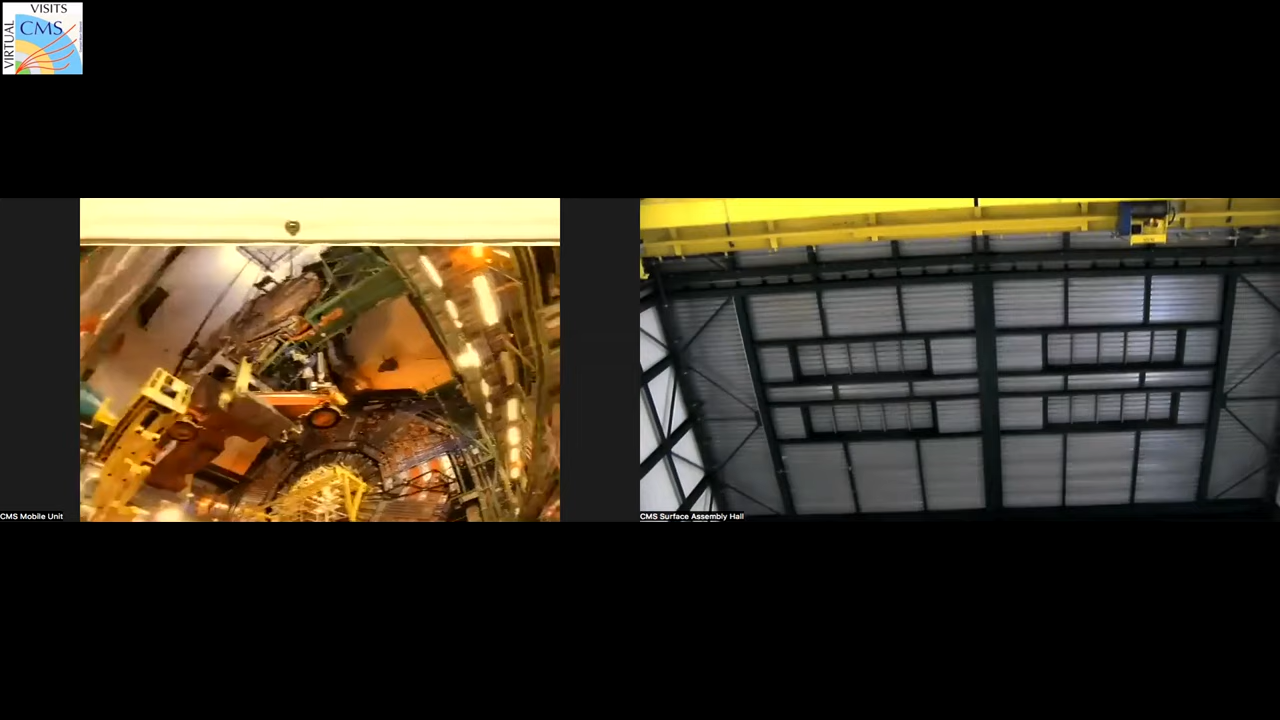 VISITS
CMS
VIRTUAL
CMS Mobile Unit
CMS Surface Assembly Hall